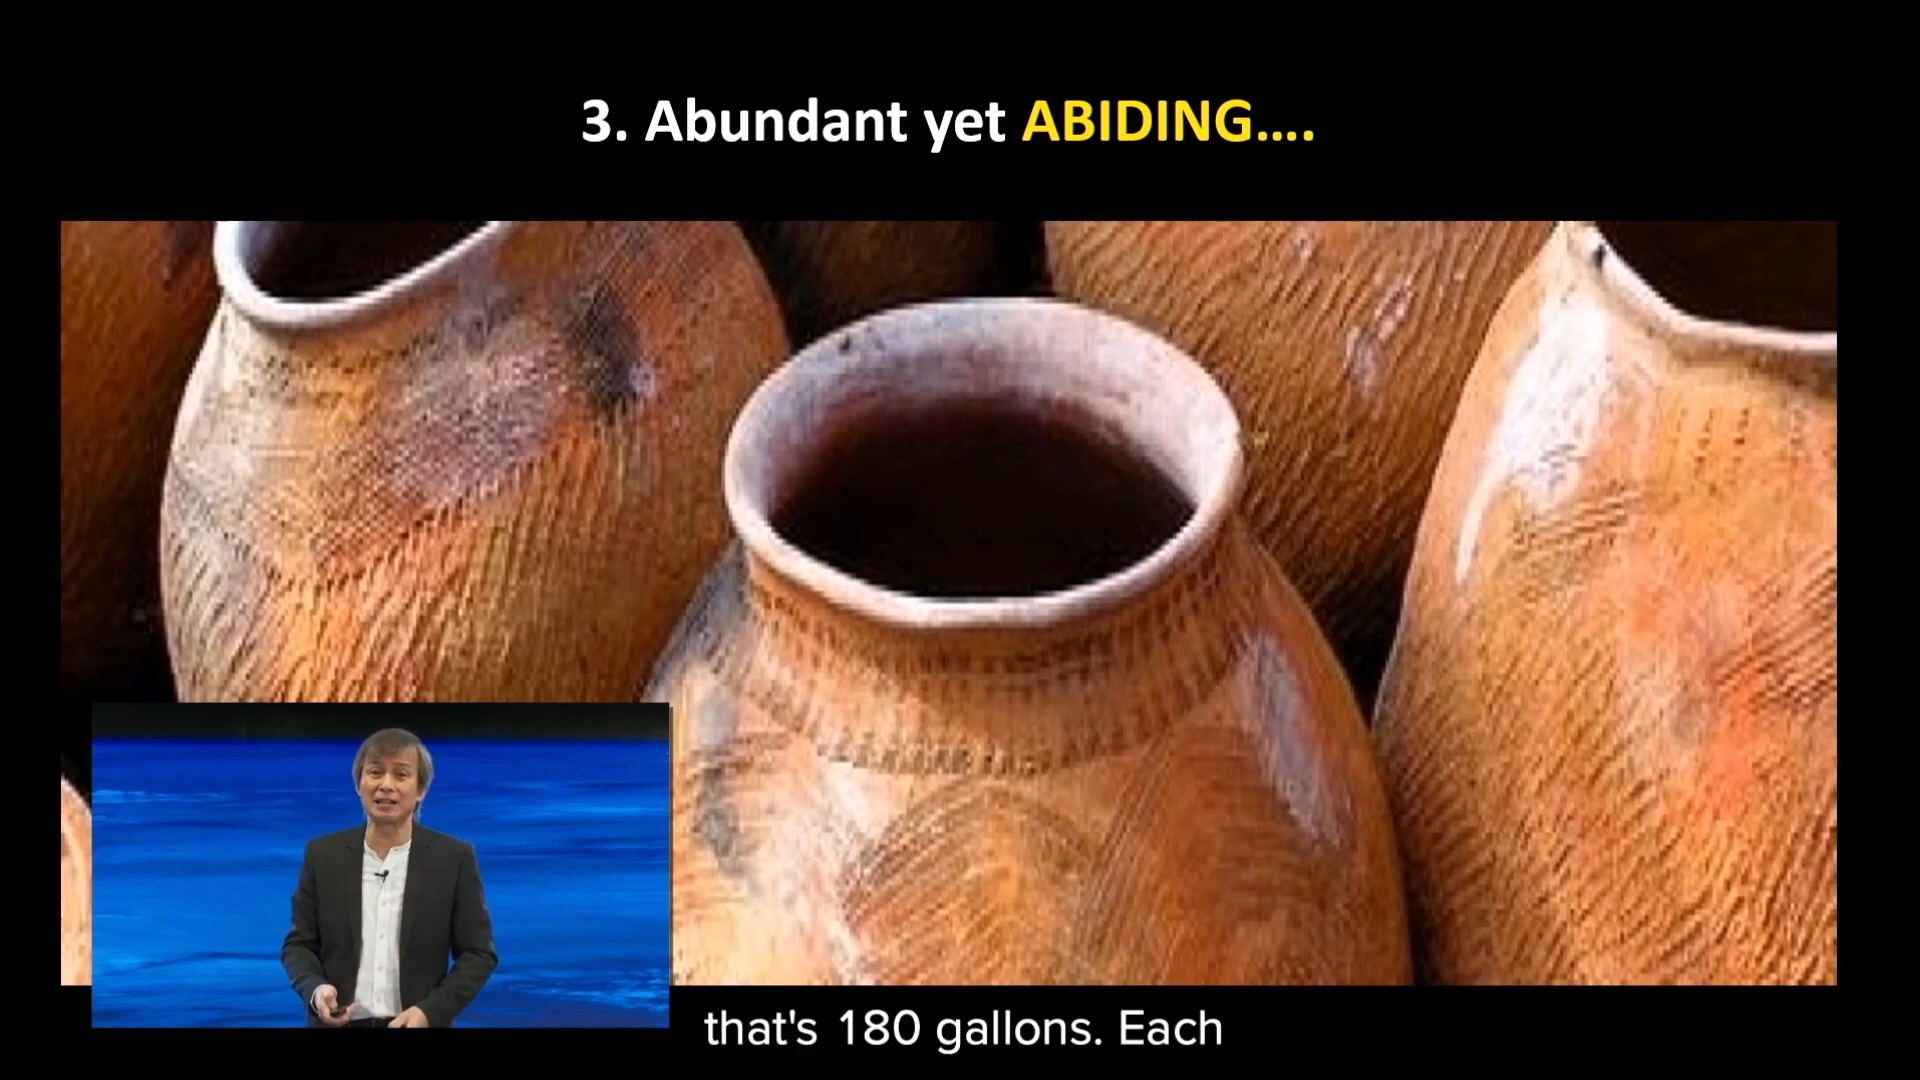 3. Abundant yet ABIDING....
that's 180 gallons. Each